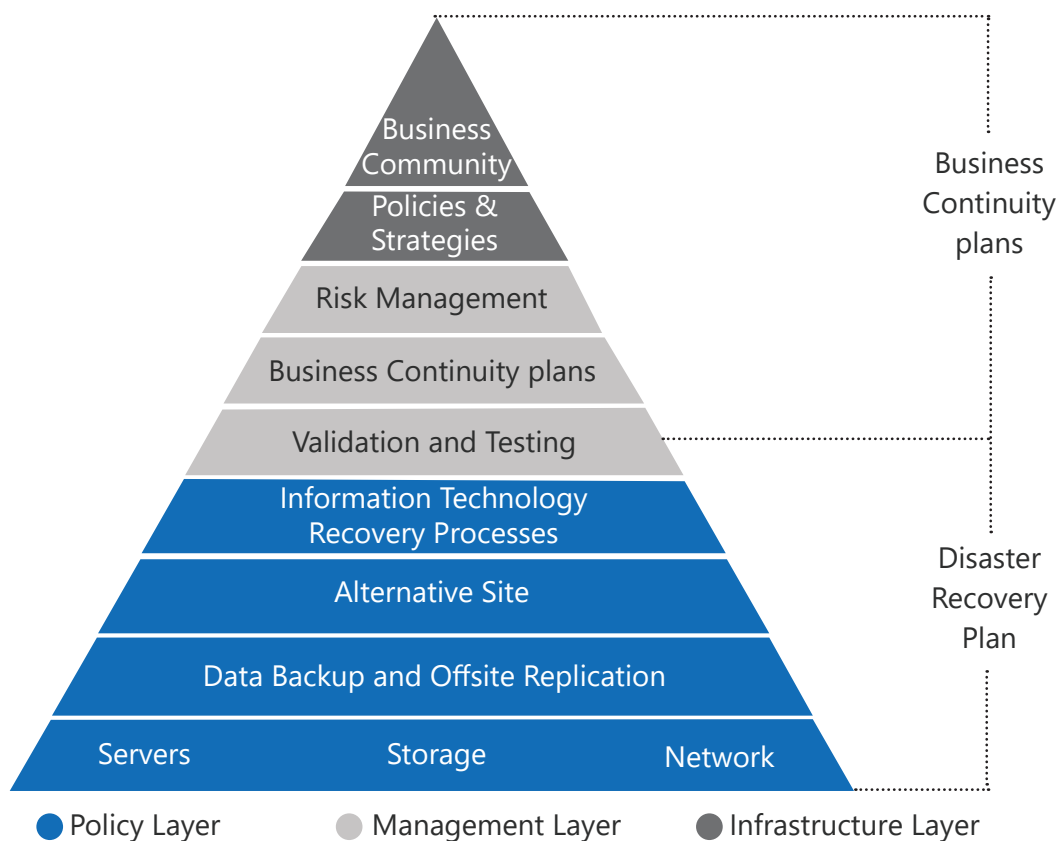 Business
Community
Policies &
Strategies
Risk Management
Business Continuity plans
Validation and Testing
Information Technology
Recovery Processes
Alternative Site
Data Backup and Offsite Replication
Servers Storage Network
Business
Continuity
plans
Disaster
Recovery
Plan
Policy Layer Management Layer Infrastructure Layer